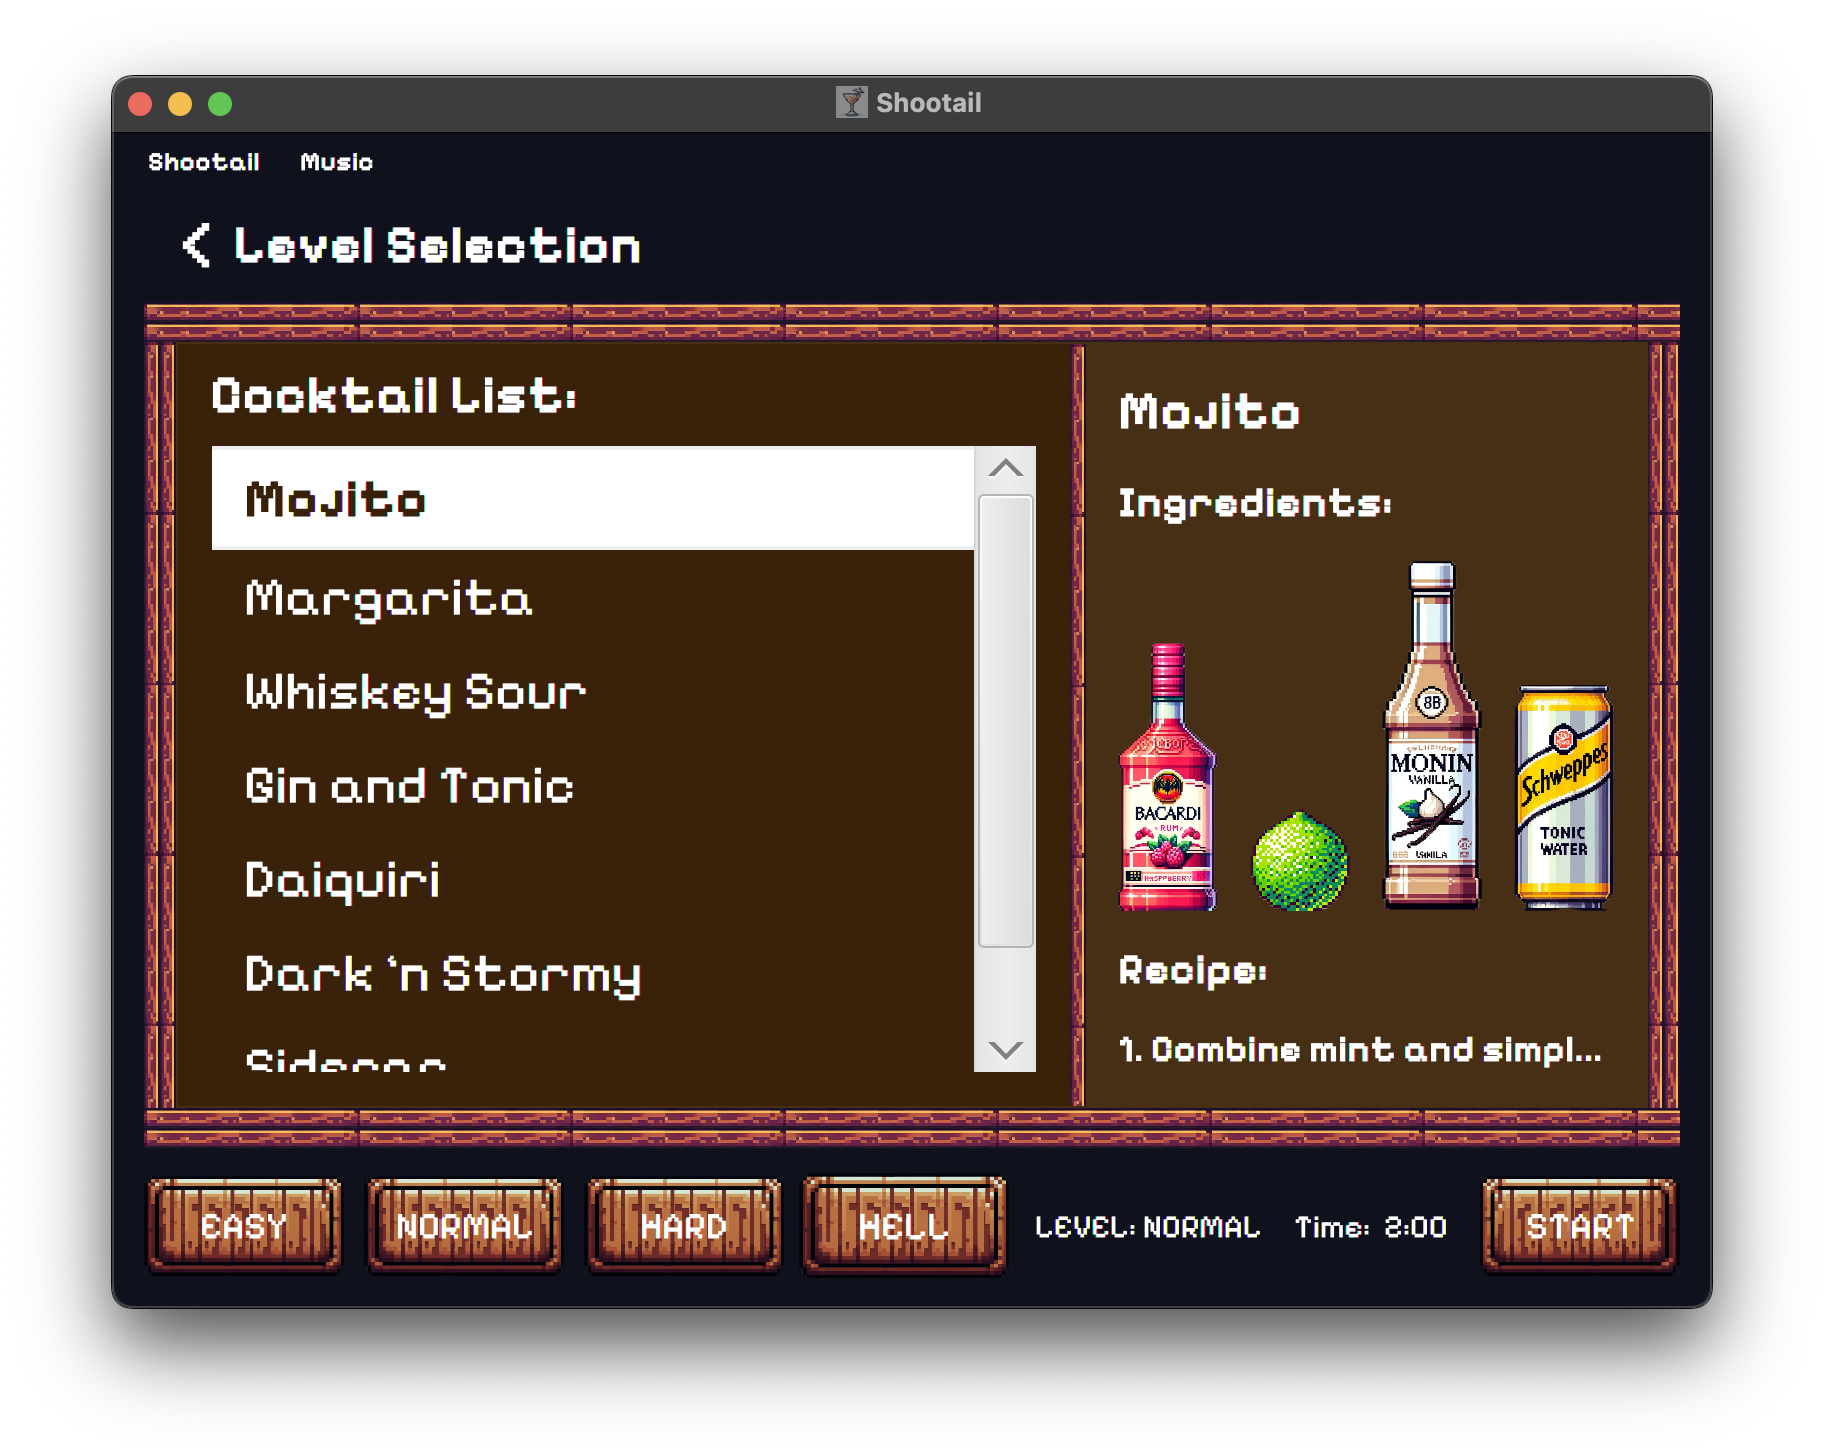 Shootail
Shootail Music
Level Selection
Cocktail List:
Mojito
Margarita
Whiskey Sour
Gin and Tonic
Daiquiri
Dark 'n Stormy
Mojito
Ingredients:
BACARDI
RUM
RASPBERRY
8B
MONIN
VANILLA
VANILA
Schweppes
TONIC
WATER
Recipe:
1. Combine mint and simpl...
EASY
NORMAL
HARD
HELL
LEVEL: NORMAL
Time: 2:00
START